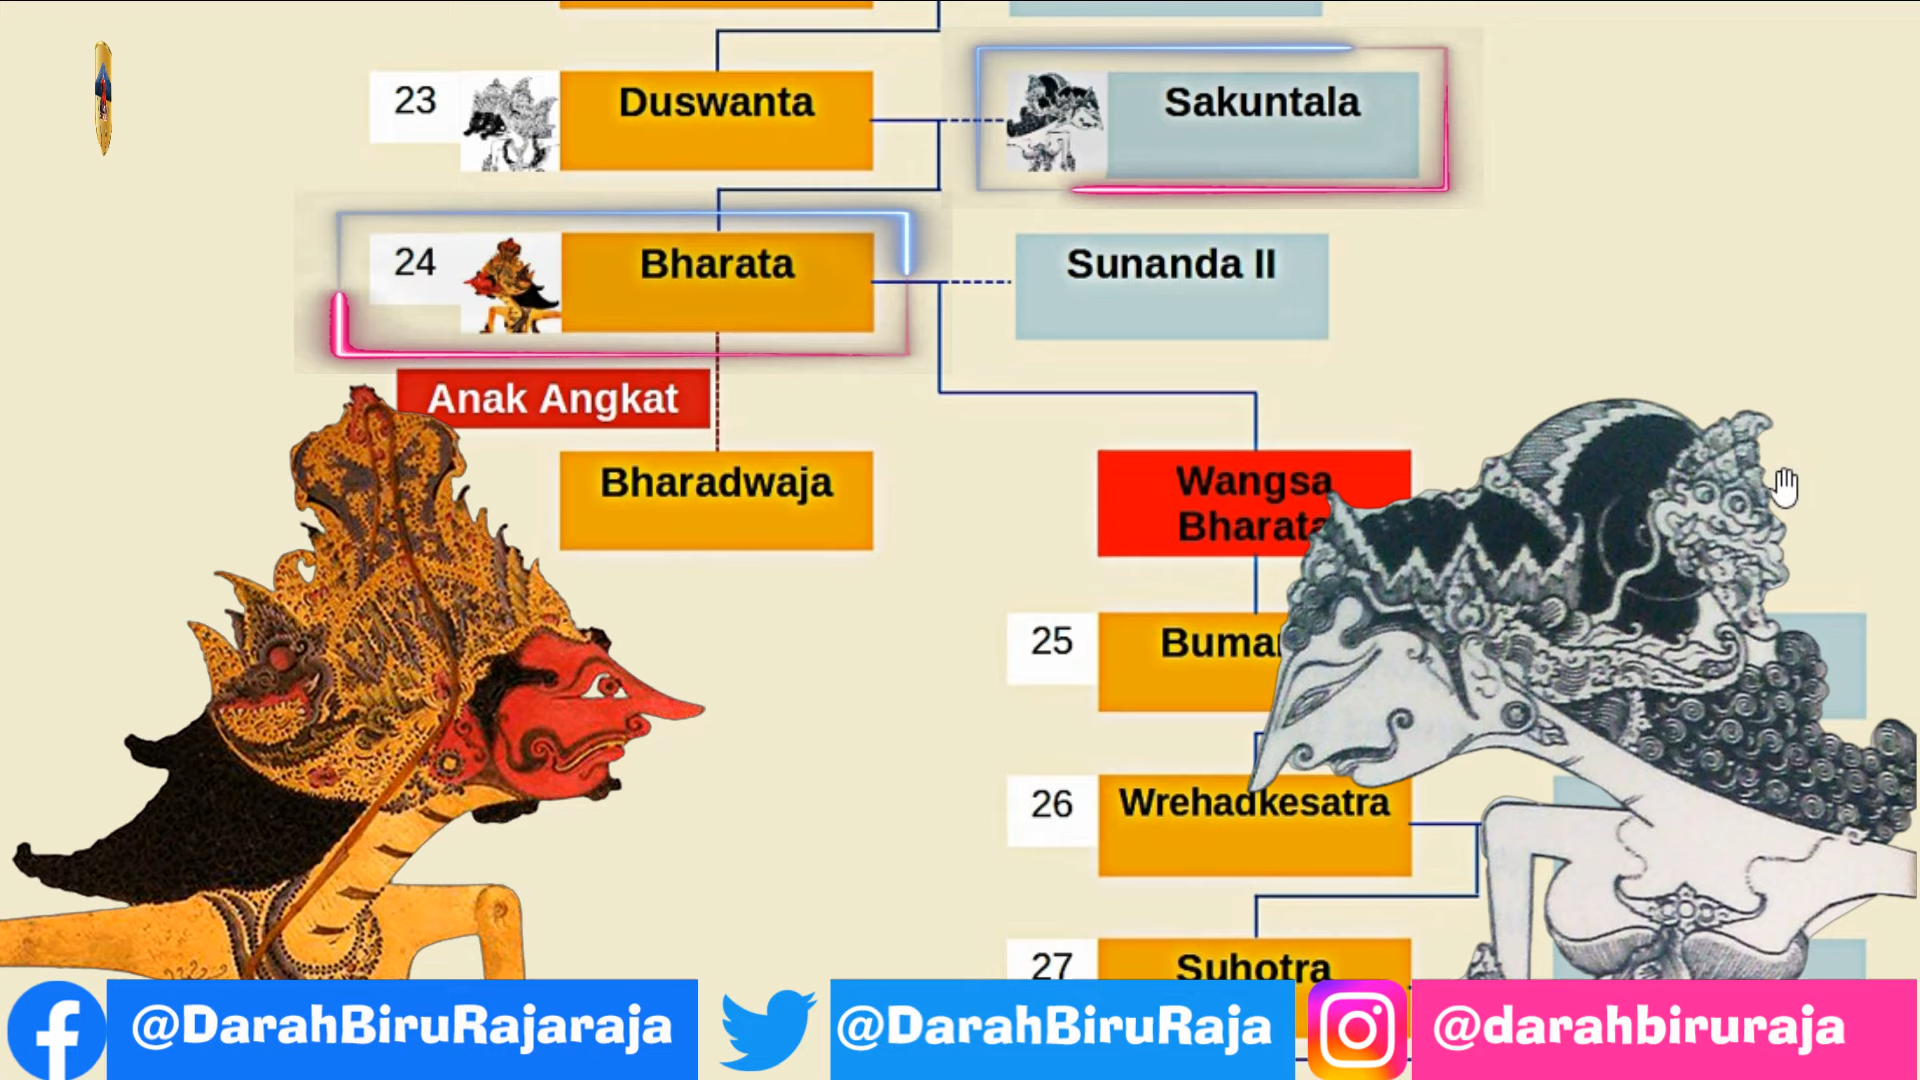 23
Duswanta
Sakuntala
24
Bharata
Sunanda II
Anak Angkat
Bharadwaja
Wangsa
Bharata
25
26
Wrehadkesatra
27
Suhotra
@DarahBiruRajaraja
@DarahBiruRaja
@darahbiruraja